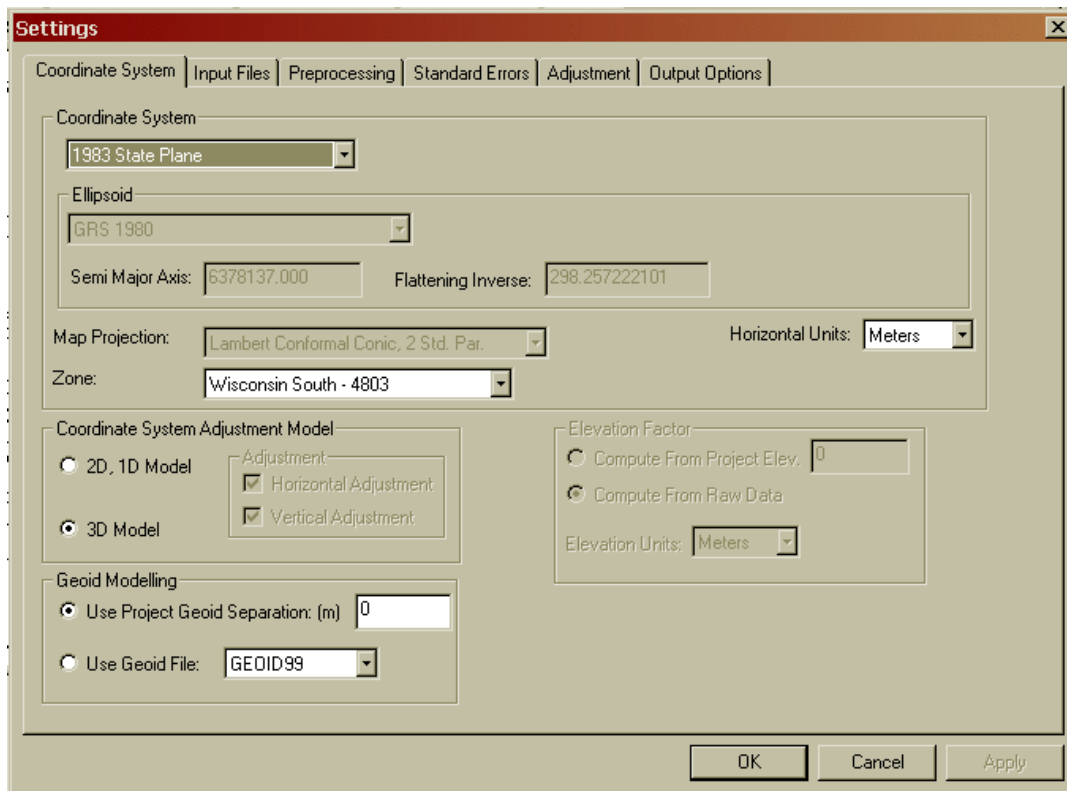 Settings
Coordinate System Input Files Preprocessing Standard Errors Adjustment Output Options
Coordinate System
1983 State Plane
Ellipsoid
GRS 1980
Semi Major Axis: 6378137.000 Flattening Inverse: 298.257222101
Map Projection: Lambert Conformal Conic, 2 Std. Par. Horizontal Units: Meters
Zone: Wisconsin South - 4803
Coordinate System Adjustment Model
2D, 1D Model
Adjustment
Horizontal Adjustment
Vertical Adjustment
3D Model
Elevation Factor
Compute From Project Elev. 0
Compute From Raw Data
Elevation Units: Meters
Geoid Modelling
Use Project Geoid Separation: (m) 0
Use Geoid File: GEOID99
OK Cancel Apply